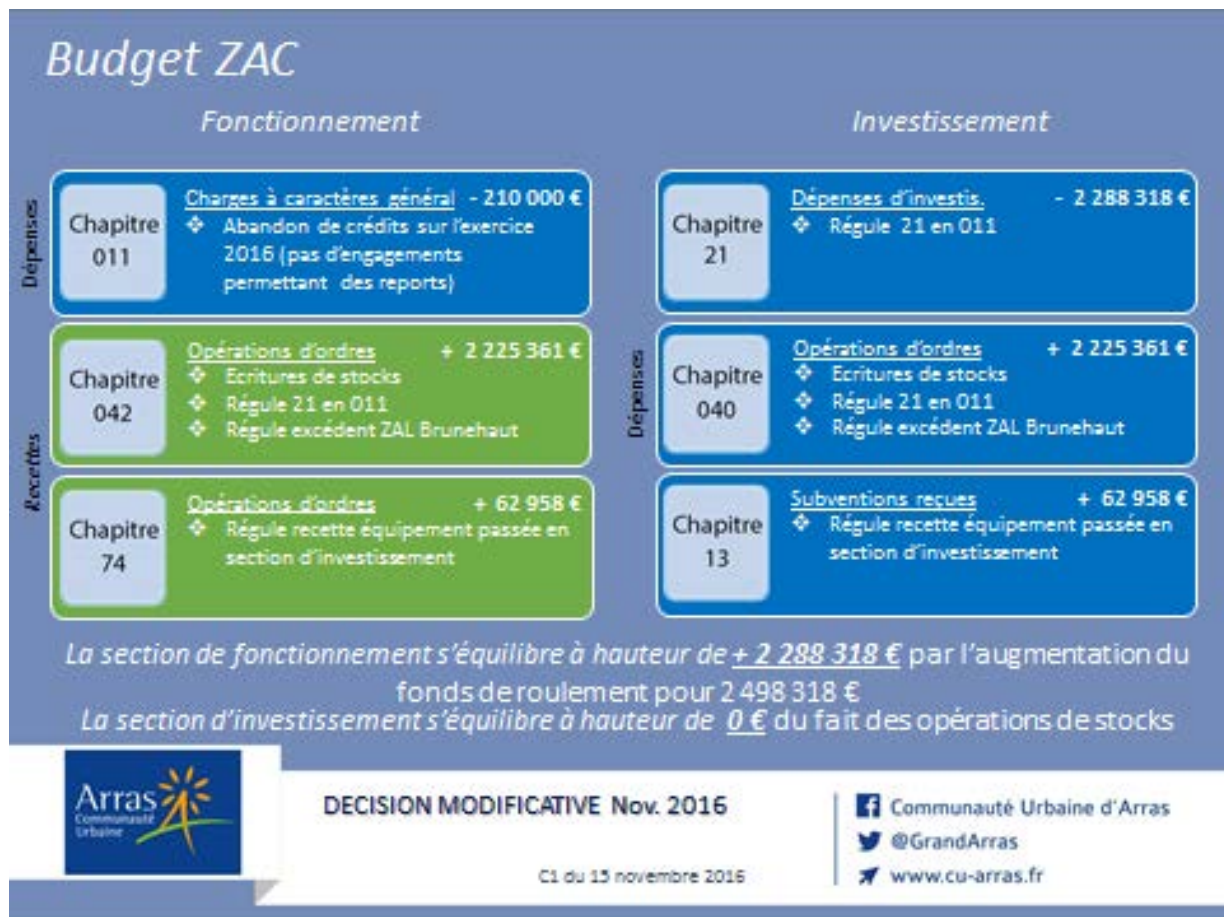 Budget ZAC
Fonctionnement
Dépenses
Chapitre
011
Charges à caractères général - 210 000 €
❖ Abandon de crédits sur l'exercice
2016 (pas d'engagements
permettant des reports)
Recettes
Chapitre
042
Opérations d'ordres + 2 225 361 €
❖ Ecritures de stocks
❖ Régule 21 en 011
❖ Régule excédent ZAL Brunehaut
Chapitre
74
Opérations d'ordres + 62 958 €
❖ Régule recette équipement passée en
section d'investissement
Investissement
Dépenses
Chapitre
21
Dépenses d'investis. - 2 288 318 €
❖ Régule 21 en 011
Chapitre
040
Opérations d'ordres + 2 225 361 €
❖ Ecritures de stocks
❖ Régule 21 en 011
❖ Régule excédent ZAL Brunehaut
Chapitre
13
Subventions reçues + 62 958 €
❖ Régule recette équipement passée en
section d'investissement
La section de fonctionnement s'équilibre à hauteur de + 2 288 318 € par l'augmentation du
fonds de roulement pour 2 498 318 €
La section d'investissement s'équilibre à hauteur de 0 € du fait des opérations de stocks
Arras
Communauté
Urbaine
DECISION MODIFICATIVE Nov. 2016
C1 du 15 novembre 2016
Communauté Urbaine d'Arras
@GrandArras
www.cu-arras.fr